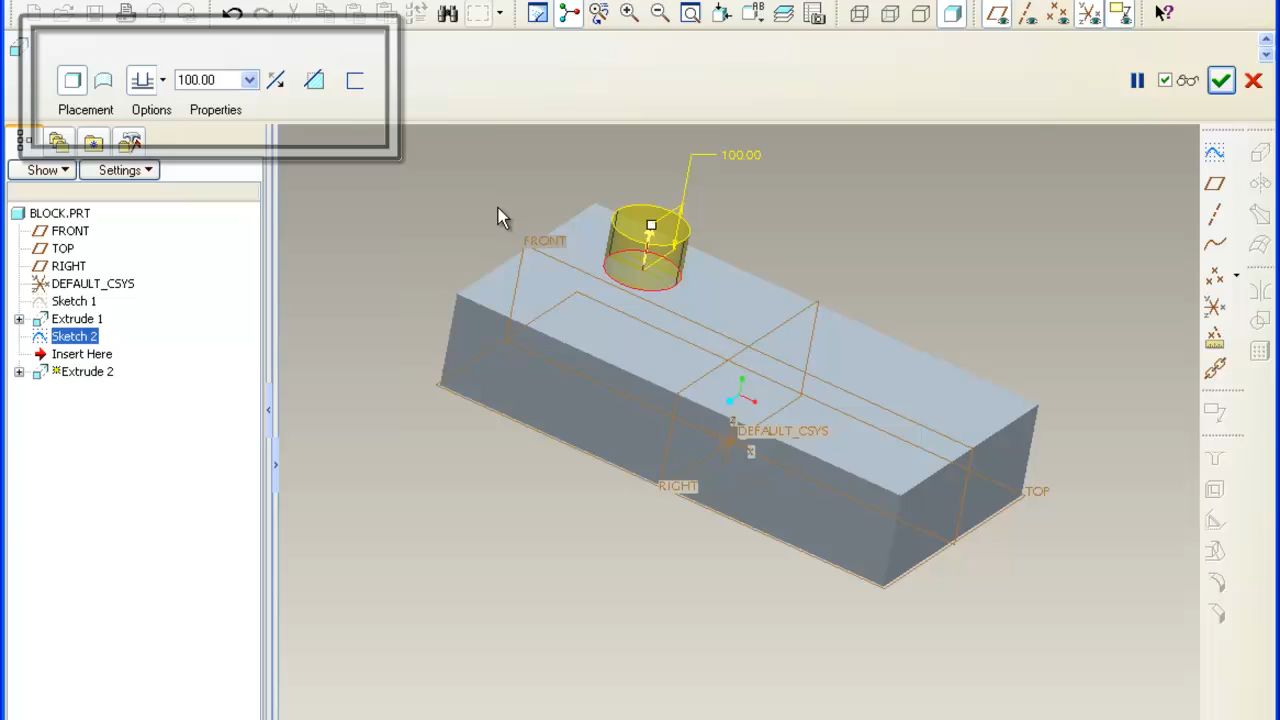 100.00
Placement Options Properties
Show Settings
BLOCK.PRT
FRONT
TOP
RIGHT
DEFAULT_CSYS
Sketch 1
Extrude 1
Sketch 2
Insert Here
Extrude 2
100.00
FRONT
Z
DEFAULT_CSYS
X
RIGHT
TOP